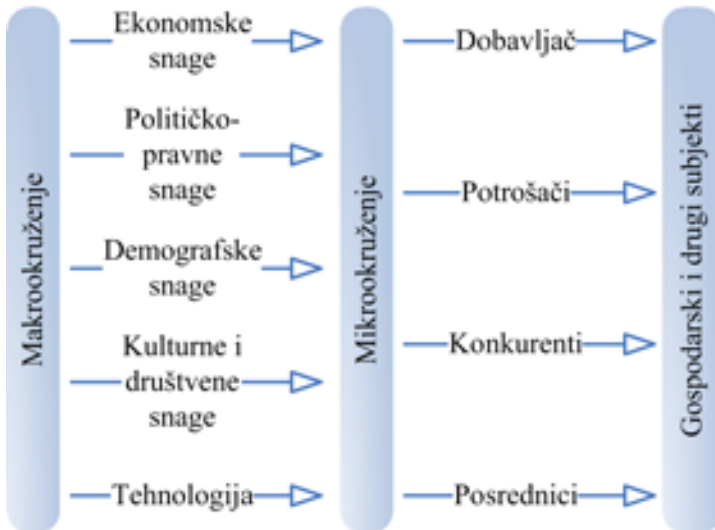 Makrookruženje
Ekonomske
snage
Političko-
pravne
snage
Demografske
snage
Kulturne i
društvene
snage
Tehnologija
Mikrookruženje
Dobavljač
Potrošači
Konkurenti
Posrednici
Gospodarski i drugi subjekti